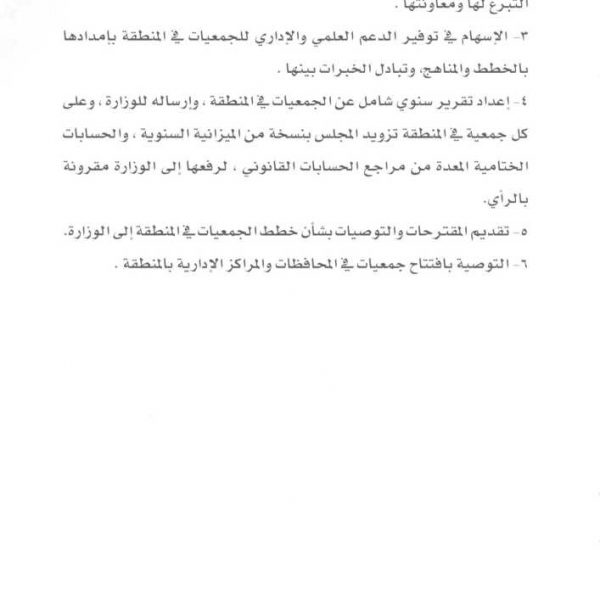 التبرع لها ومعاونتها .
٣- الإسهام في توفير الدعم العلمي والإداري للجمعيات في المنطقة بإمدادها
بالخطط والمناهج، وتبادل الخبرات بينها .
٤- إعداد تقرير سنوي شامل عن الجمعيات في المنطقة ، وإرساله للوزارة ، وعلى
كل جمعية في المنطقة تزويد المجلس بنسخة من الميزانية السنوية ، والحسابات
الختامية المعدة من مراجع الحسابات القانوني ، لرفعها إلى الوزارة مقرونة
بالرأي.
٥- تقديم المقترحات والتوصيات بشأن خطط الجمعيات في المنطقة إلى الوزارة.
٦- التوصية بافتتاح جمعيات في المحافظات والمراكز الإدارية بالمنطقة .